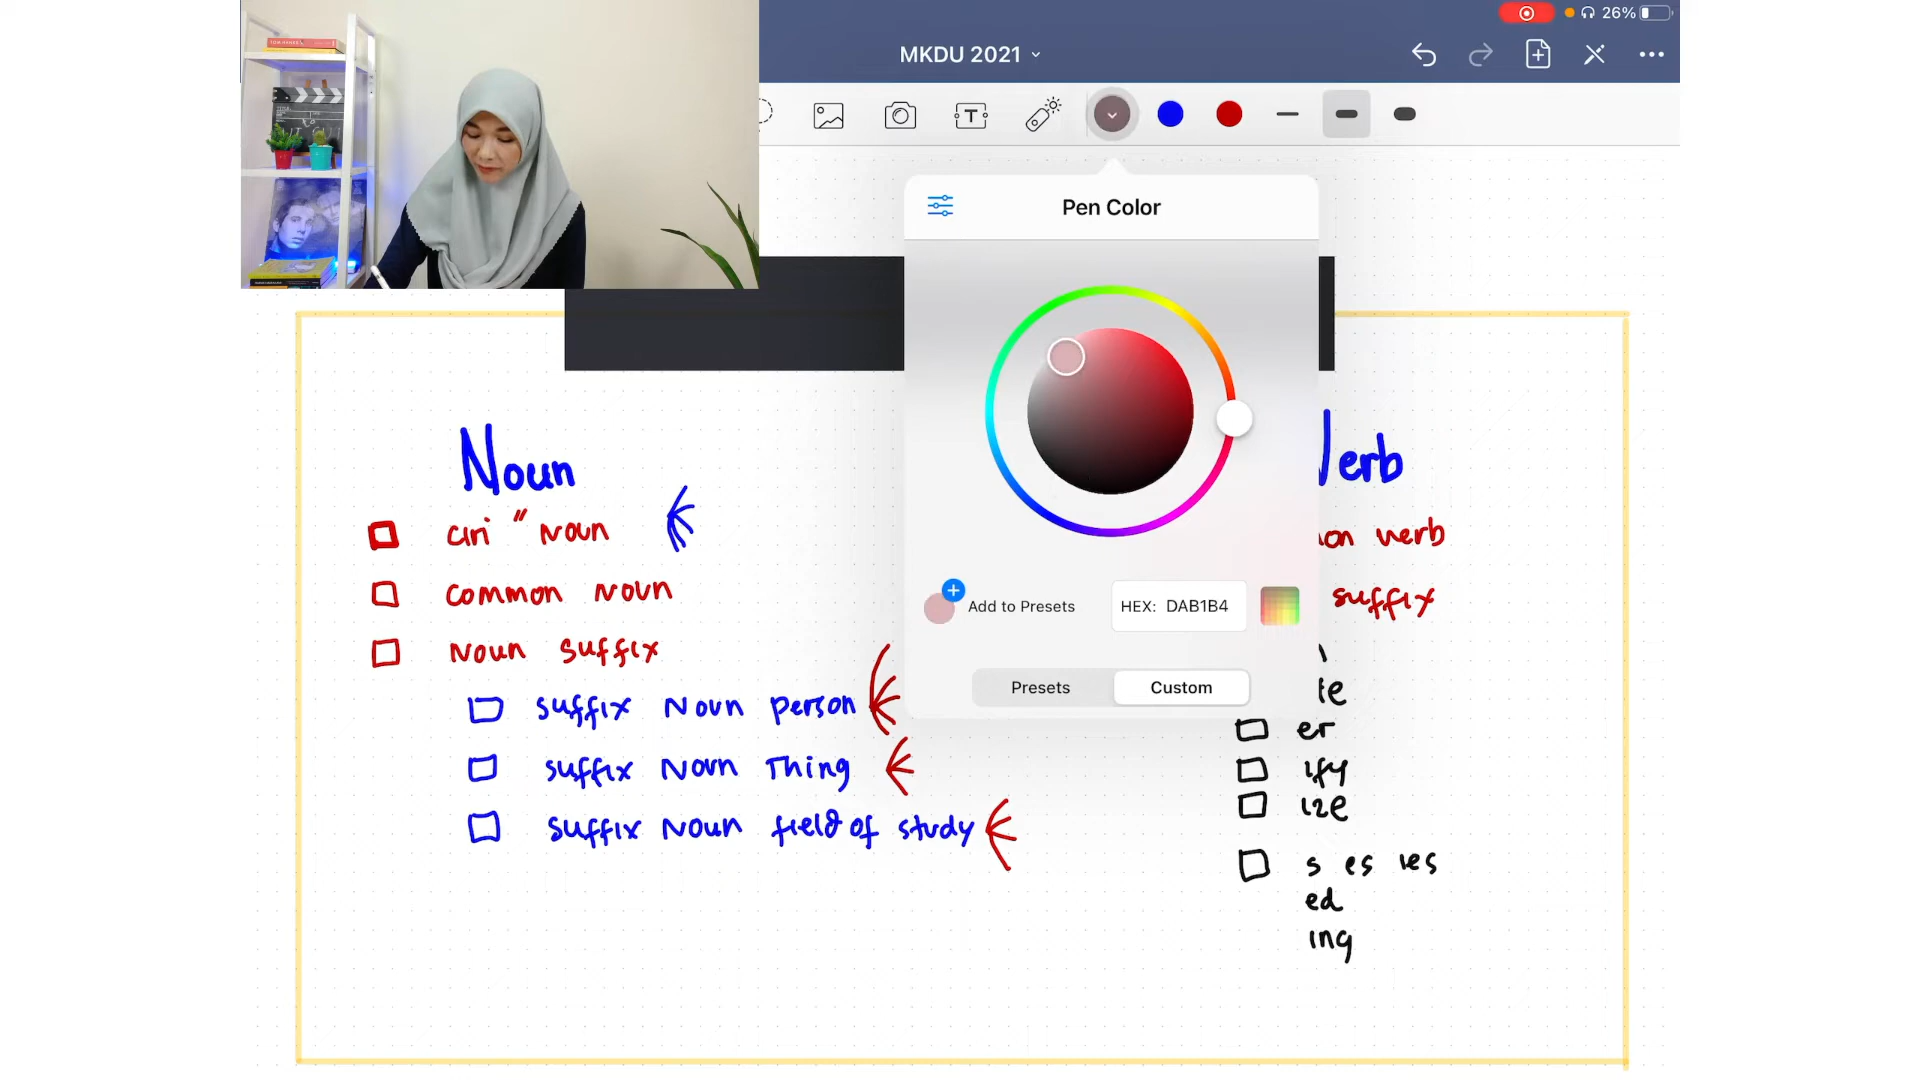 26%
MKDU 2021
T
Pen Color
Noun
Verb
ciri " Noun
verb
common Noun
suffix
Add to Presets
HEX: DAB1B4
Noun suffix
Presets
Custom
suffix Noun person
er
suffix Noun Thing
ify
ize
suffix Noun field of study
s es ies
ed
ing